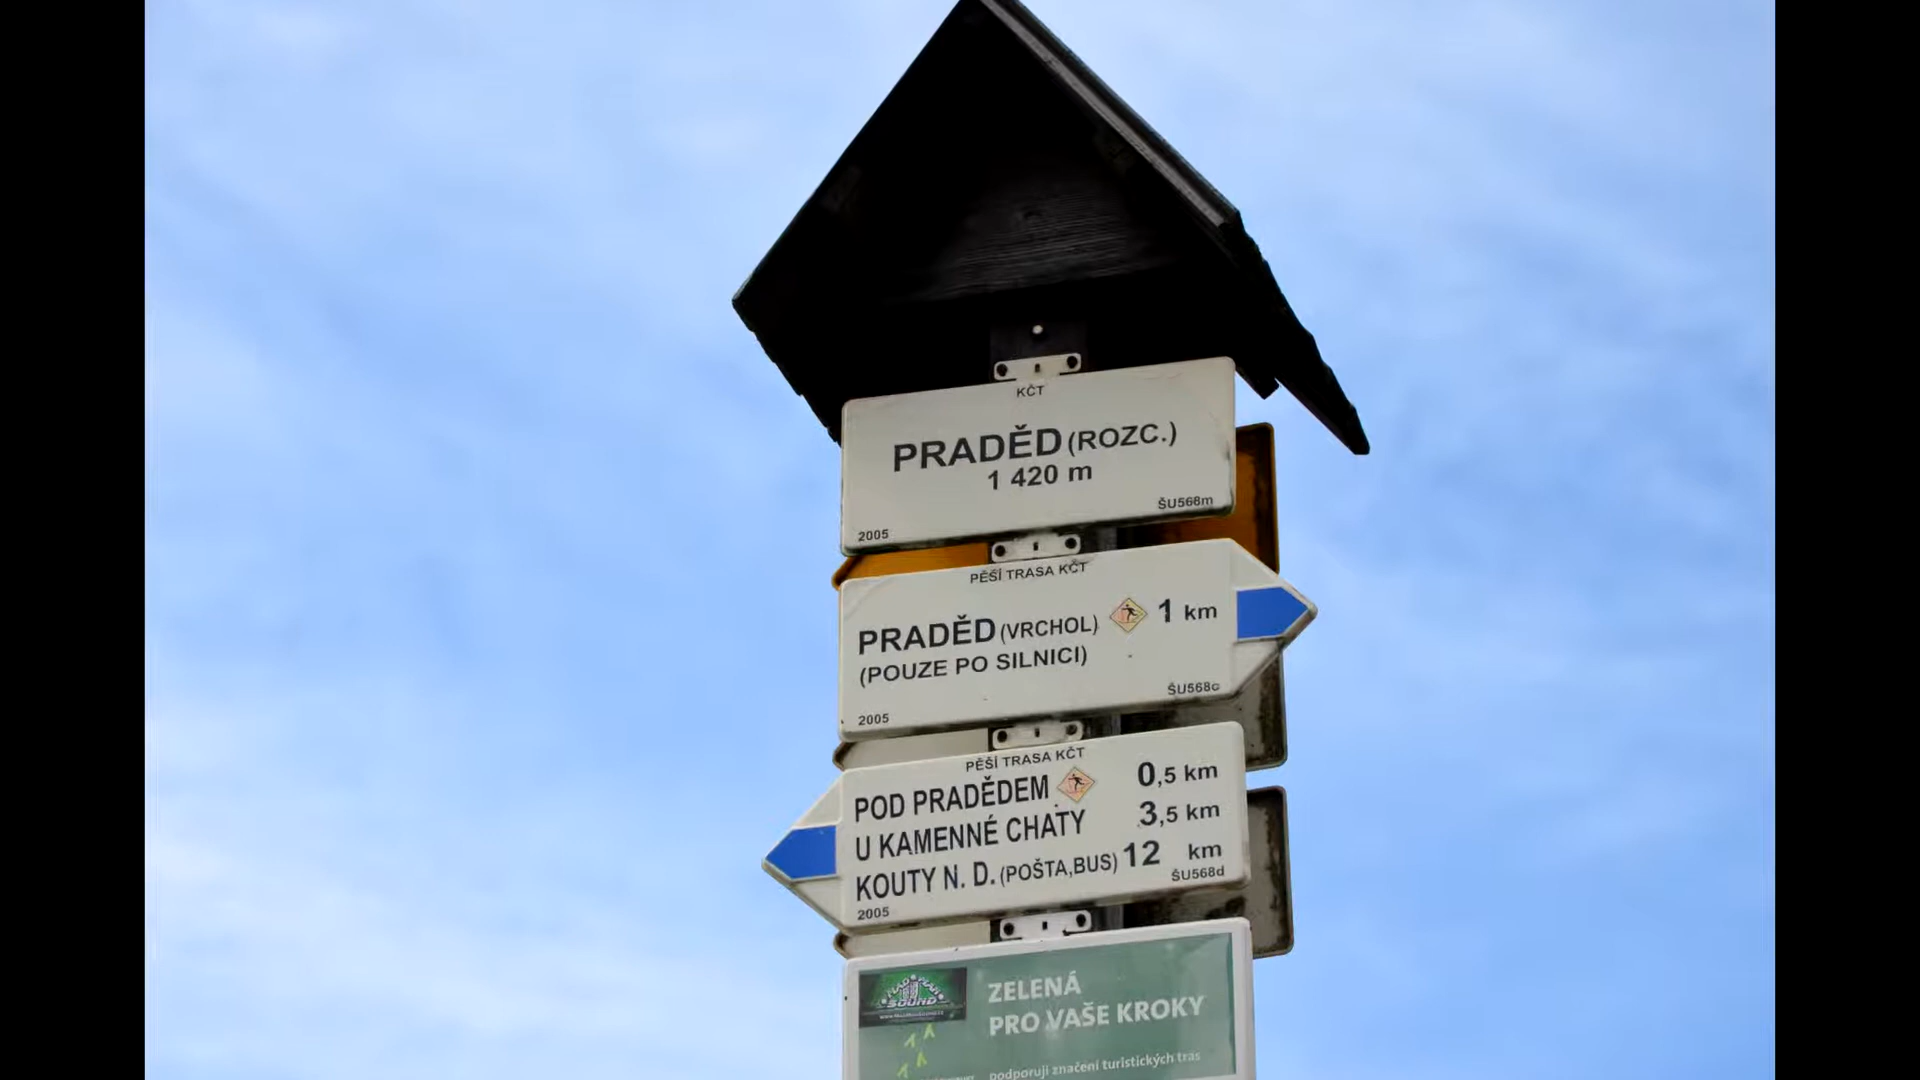 KČT
PRADĚD (ROZC.)
1 420 m
ŠU568m
2005
PĚŠÍ TRASA KČT
PRADĚD (VRCHOL) 1 km
(POUZE PO SILNICI)
ŠU568c
2005
PĚŠÍ TRASA KČT
POD PRADĚDEM 0,5 km
U KAMENNÉ CHATY 3,5 km
KOUTY N. D. (POŠTA,BUS) 12 km
ŠU568d
2005
SOUND
ZELENÁ
PRO VAŠE KROKY
podporuji značení turistických tras